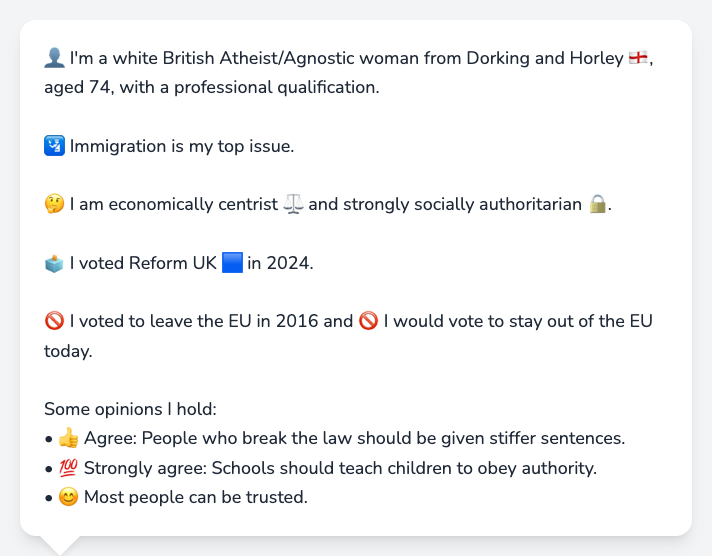 👤 I'm a white British Atheist/Agnostic woman from Dorking and Horley 🏴󠁧󠁢󠁥󠁮󠁧󠁿,
aged 74, with a professional qualification.
🛂 Immigration is my top issue.
🤔 I am economically centrist ⚖️ and strongly socially authoritarian 🔒.
🗳️ I voted Reform UK 🟦 in 2024.
🚫 I voted to leave the EU in 2016 and 🚫 I would vote to stay out of the EU
today.
Some opinions I hold:
• 👍 Agree: People who break the law should be given stiffer sentences.
• 💯 Strongly agree: Schools should teach children to obey authority.
• 😊 Most people can be trusted.